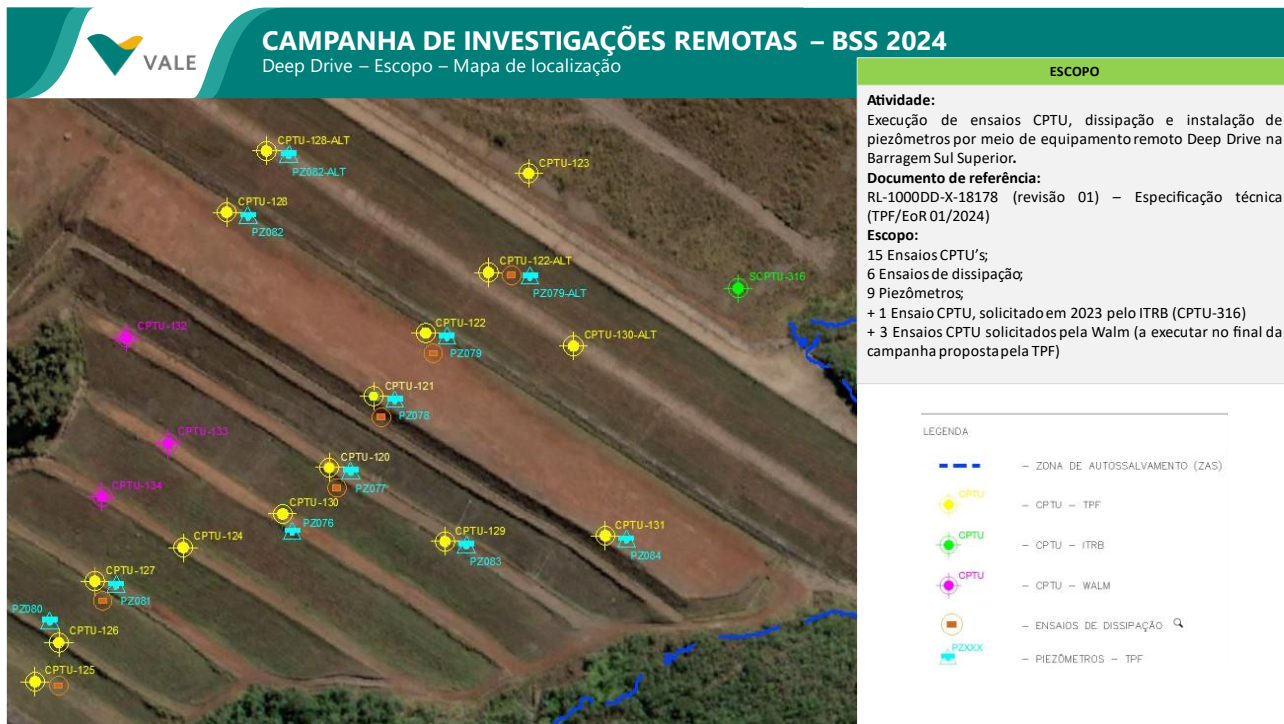 VALE
CAMPANHA DE INVESTIGAÇÕES REMOTAS – BSS 2024
Deep Drive – Escopo – Mapa de localização
ESCOPO
Atividade:
Execução de ensaios CPTU, dissipação e instalação de
piezômetros por meio de equipamento remoto Deep Drive na
Barragem Sul Superior.
Documento de referência:
RL-1000DD-X-18178 (revisão 01) – Especificação técnica
(TPF/EoR 01/2024)
Escopo:
15 Ensaios CPTU's;
6 Ensaios de dissipação;
9 Piezômetros;
+ 1 Ensaio CPTU, solicitado em 2023 pelo ITRB (CPTU-316)
+ 3 Ensaios CPTU solicitados pela Walm (a executar no final da
campanha proposta pela TPF)
CPTU-128-ALT
PZ082-ALT
CPTU-123
CPTU-128
PZ082
CPTU-122-ALT
PZ079-ALT
SCPTU-316
CPTU-132
CPTU-122
PZ079
CPTU-130-ALT
CPTU-121
PZ078
CPTU-133
CPTU-120
PZ077
CPTU-134
CPTU-130
PZ076
CPTU-124
CPTU-129
PZ083
CPTU-131
PZ084
CPTU-127
PZ081
PZ080
CPTU-126
CPTU-125
LEGENDA
– ZONA DE AUTOSSALVAMENTO (ZAS)
CPTU
– CPTU – TPF
CPTU
– CPTU – ITRB
CPTU
– CPTU – WALM
– ENSAIOS DE DISSIPAÇÃO
PZXXX
– PIEZÔMETROS – TPF